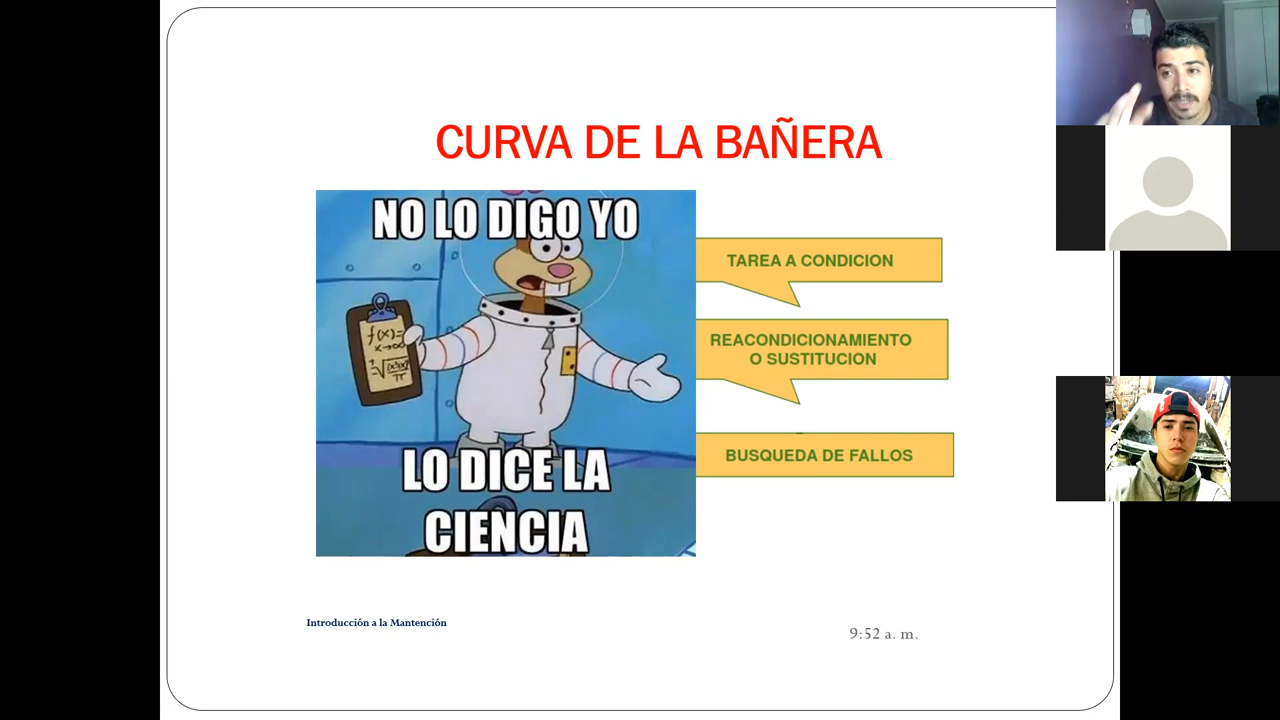 CURVA DE LA BAÑERA
NO LO DIGO YO
TAREA A CONDICION
REACONDICIONAMIENTO
O SUSTITUCION
BUSQUEDA DE FALLOS
LO DICE LA
CIENCIA
Introducción a la Mantención
9:52 a. m.